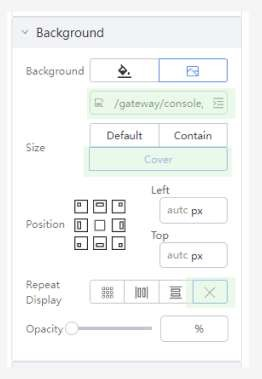 Background
Background
/gateway/console,
Default Contain
Size
Cover
Left
autc px
Position
Top
autc px
Repeat
Display
Opacity %